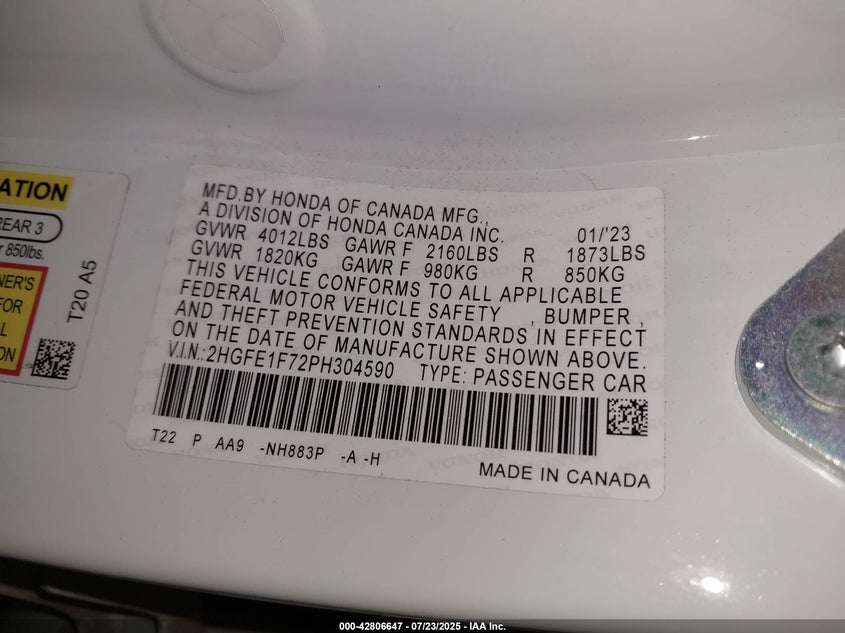 ATION
REAR 3
r 850lbs.
NER'S
FOR
L
ON
T20 A5
MFD.BY HONDA OF CANADA MFG.,
A DIVISION OF HONDA CANADA INC. 01/'23
GVWR 4012LBS GAWR F 2160LBS R 1873LBS
GVWR 1820KG GAWR F 980KG R 850KG
THIS VEHICLE CONFORMS TO ALL APPLICABLE
FEDERAL MOTOR VEHICLE SAFETY , BUMPER ,
AND THEFT PREVENTION STANDARDS IN EFFECT
ON THE DATE OF MANUFACTURE SHOWN ABOVE.
V.I.N.:2HGFE1F72PH304590 TYPE: PASSENGER CAR
T22 P AA9 -NH883P -A -H
MADE IN CANADA
000-42806647 - 07/23/2025 - IAA Inc.